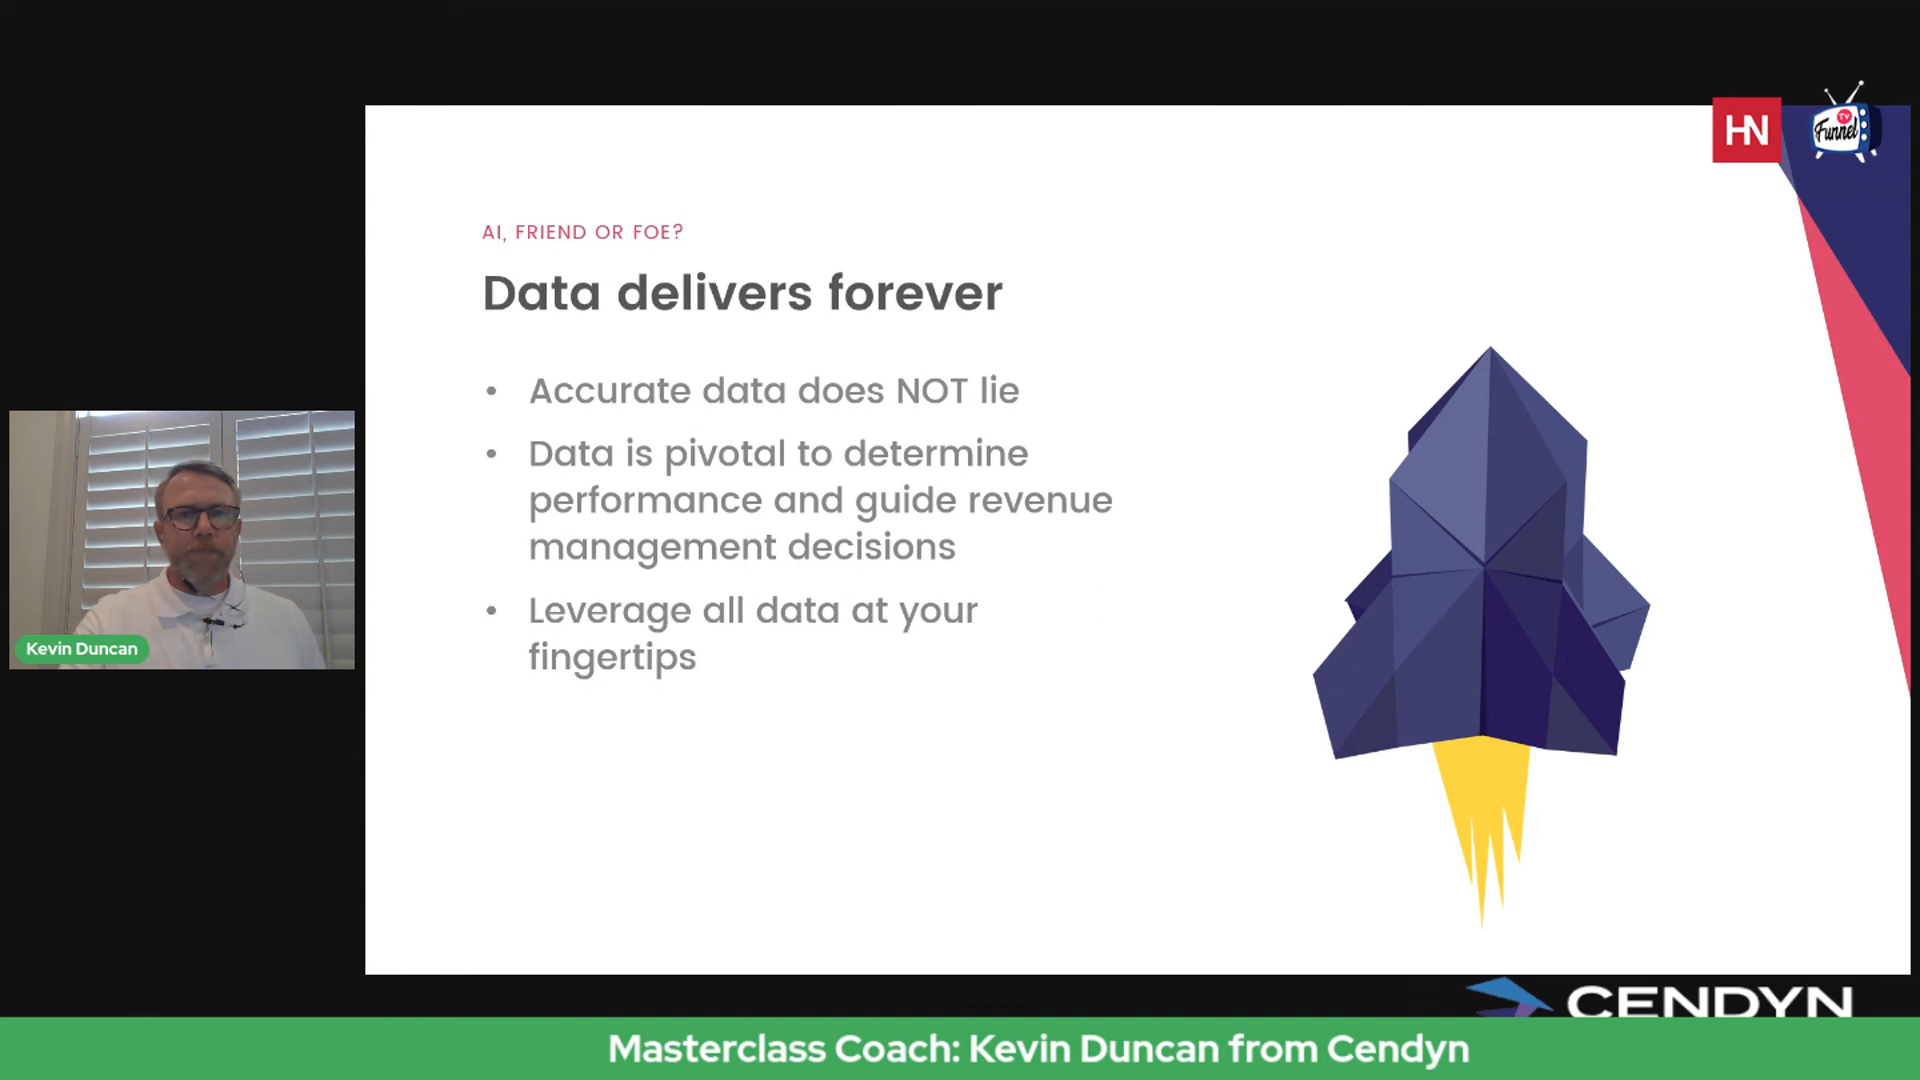 HN
TV
Funnel
AI, FRIEND OR FOE?
Data delivers forever
• Accurate data does NOT lie
• Data is pivotal to determine
performance and guide revenue
management decisions
• Leverage all data at your
fingertips
Kevin Duncan
CENDYN
Masterclass Coach: Kevin Duncan from Cendyn